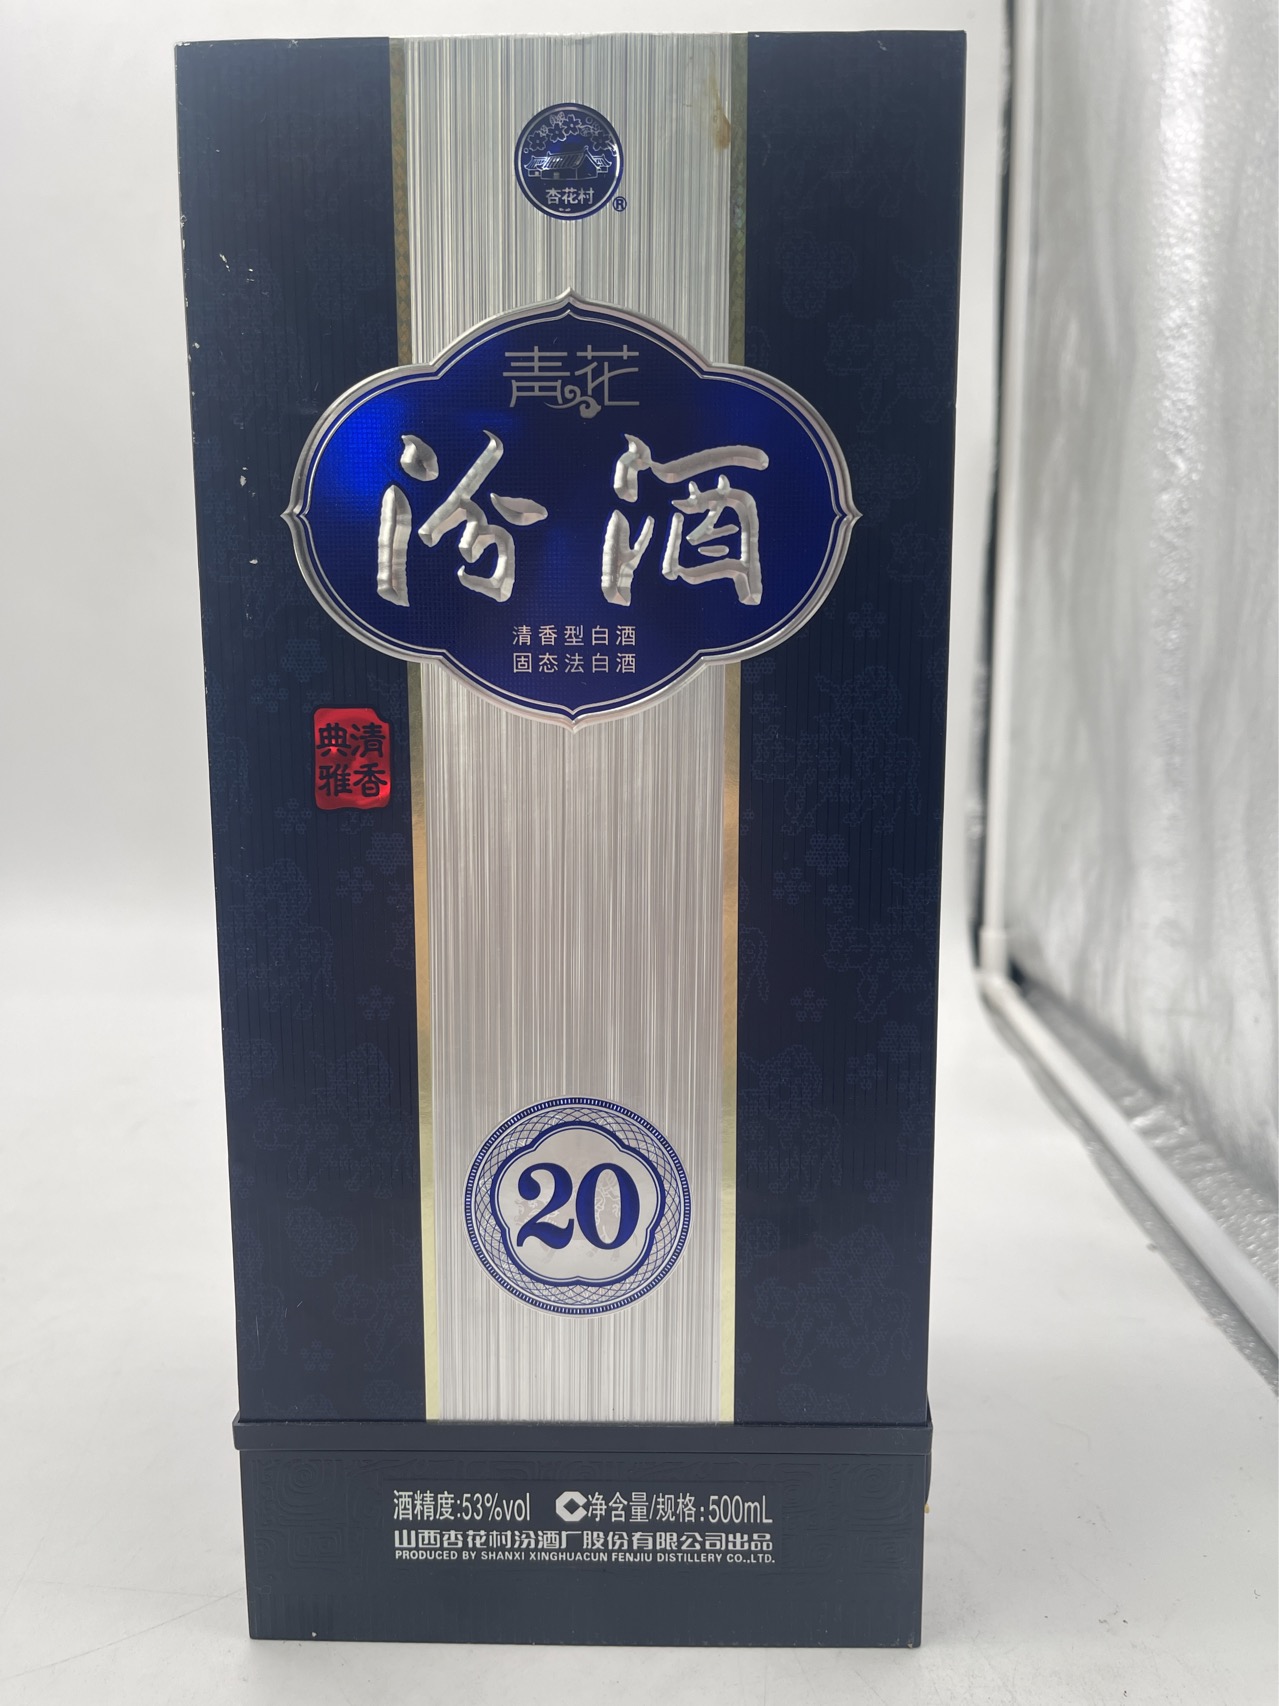 杏花村
®
青花
汾酒
清香型白酒
固态法白酒
清香
典雅
20
酒精度:53%vol 净含量/规格:500mL
山西杏花村汾酒厂股份有限公司出品
PRODUCED BY SHANXI XINGHUACUN FENJIU DISTILLERY CO.,LTD.